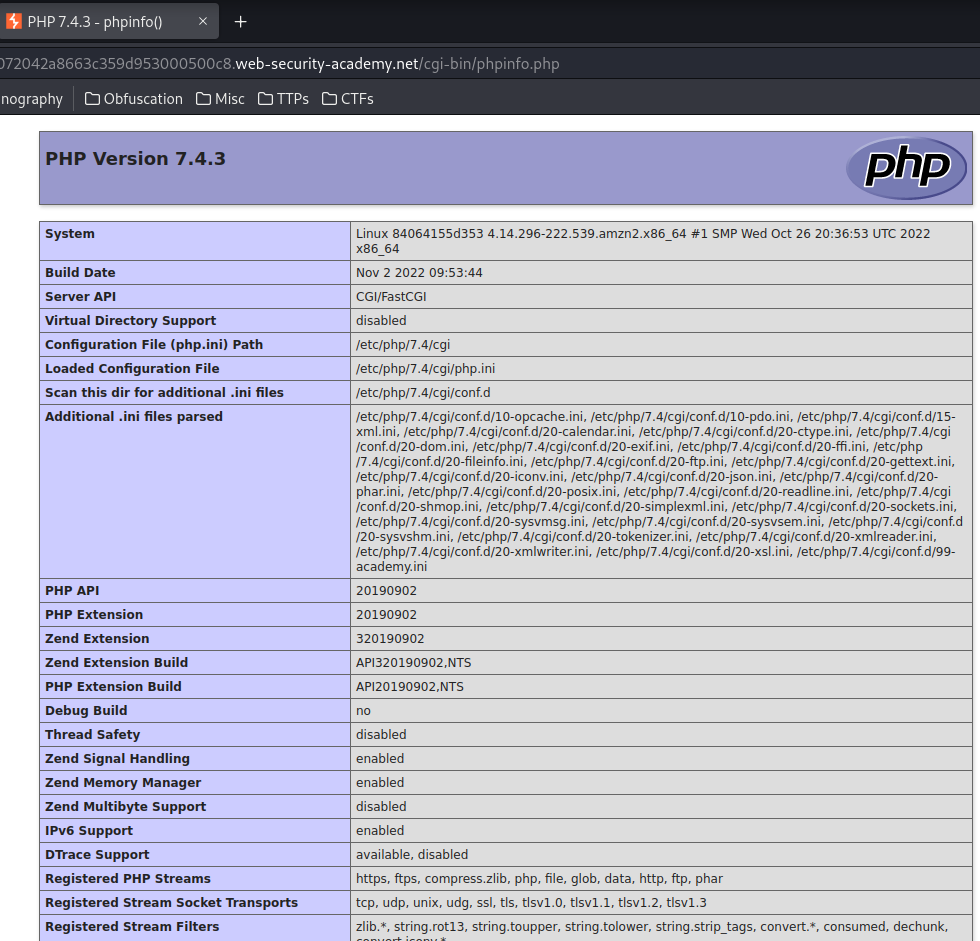 PHP 7.4.3 - phpinfo()
072042a8663c359d953000500c8.web-security-academy.net/cgi-bin/phpinfo.php
nography Obfuscation Misc TTPs CTFs
PHP Version 7.4.3
php
System Linux 84064155d353 4.14.296-222.539.amzn2.x86_64 #1 SMP Wed Oct 26 20:36:53 UTC 2022
x86_64
Build Date Nov 2 2022 09:53:44
Server API CGI/FastCGI
Virtual Directory Support disabled
Configuration File (php.ini) Path /etc/php/7.4/cgi
Loaded Configuration File /etc/php/7.4/cgi/php.ini
Scan this dir for additional .ini files /etc/php/7.4/cgi/conf.d
Additional .ini files parsed /etc/php/7.4/cgi/conf.d/10-opcache.ini, /etc/php/7.4/cgi/conf.d/10-pdo.ini, /etc/php/7.4/cgi/conf.d/15-
xml.ini, /etc/php/7.4/cgi/conf.d/20-calendar.ini, /etc/php/7.4/cgi/conf.d/20-ctype.ini, /etc/php/7.4/cgi
/conf.d/20-dom.ini, /etc/php/7.4/cgi/conf.d/20-exif.ini, /etc/php/7.4/cgi/conf.d/20-ffi.ini, /etc/php
/7.4/cgi/conf.d/20-fileinfo.ini, /etc/php/7.4/cgi/conf.d/20-ftp.ini, /etc/php/7.4/cgi/conf.d/20-gettext.ini,
/etc/php/7.4/cgi/conf.d/20-iconv.ini, /etc/php/7.4/cgi/conf.d/20-json.ini, /etc/php/7.4/cgi/conf.d/20-
phar.ini, /etc/php/7.4/cgi/conf.d/20-posix.ini, /etc/php/7.4/cgi/conf.d/20-readline.ini, /etc/php/7.4/cgi
/conf.d/20-shmop.ini, /etc/php/7.4/cgi/conf.d/20-simplexml.ini, /etc/php/7.4/cgi/conf.d/20-sockets.ini,
/etc/php/7.4/cgi/conf.d/20-sysvmsg.ini, /etc/php/7.4/cgi/conf.d/20-sysvsem.ini, /etc/php/7.4/cgi/conf.d
/20-sysvshm.ini, /etc/php/7.4/cgi/conf.d/20-tokenizer.ini, /etc/php/7.4/cgi/conf.d/20-xmlreader.ini,
/etc/php/7.4/cgi/conf.d/20-xmlwriter.ini, /etc/php/7.4/cgi/conf.d/20-xsl.ini, /etc/php/7.4/cgi/conf.d/99-
academy.ini
PHP API 20190902
PHP Extension 20190902
Zend Extension 320190902
Zend Extension Build API320190902,NTS
PHP Extension Build API20190902,NTS
Debug Build no
Thread Safety disabled
Zend Signal Handling enabled
Zend Memory Manager enabled
Zend Multibyte Support disabled
IPv6 Support enabled
DTrace Support available, disabled
Registered PHP Streams https, ftps, compress.zlib, php, file, glob, data, http, ftp, phar
Registered Stream Socket Transports tcp, udp, unix, udg, ssl, tls, tlsv1.0, tlsv1.1, tlsv1.2, tlsv1.3
Registered Stream Filters zlib.*, string.rot13, string.toupper, string.tolower, string.strip_tags, convert.*, consumed, dechunk,